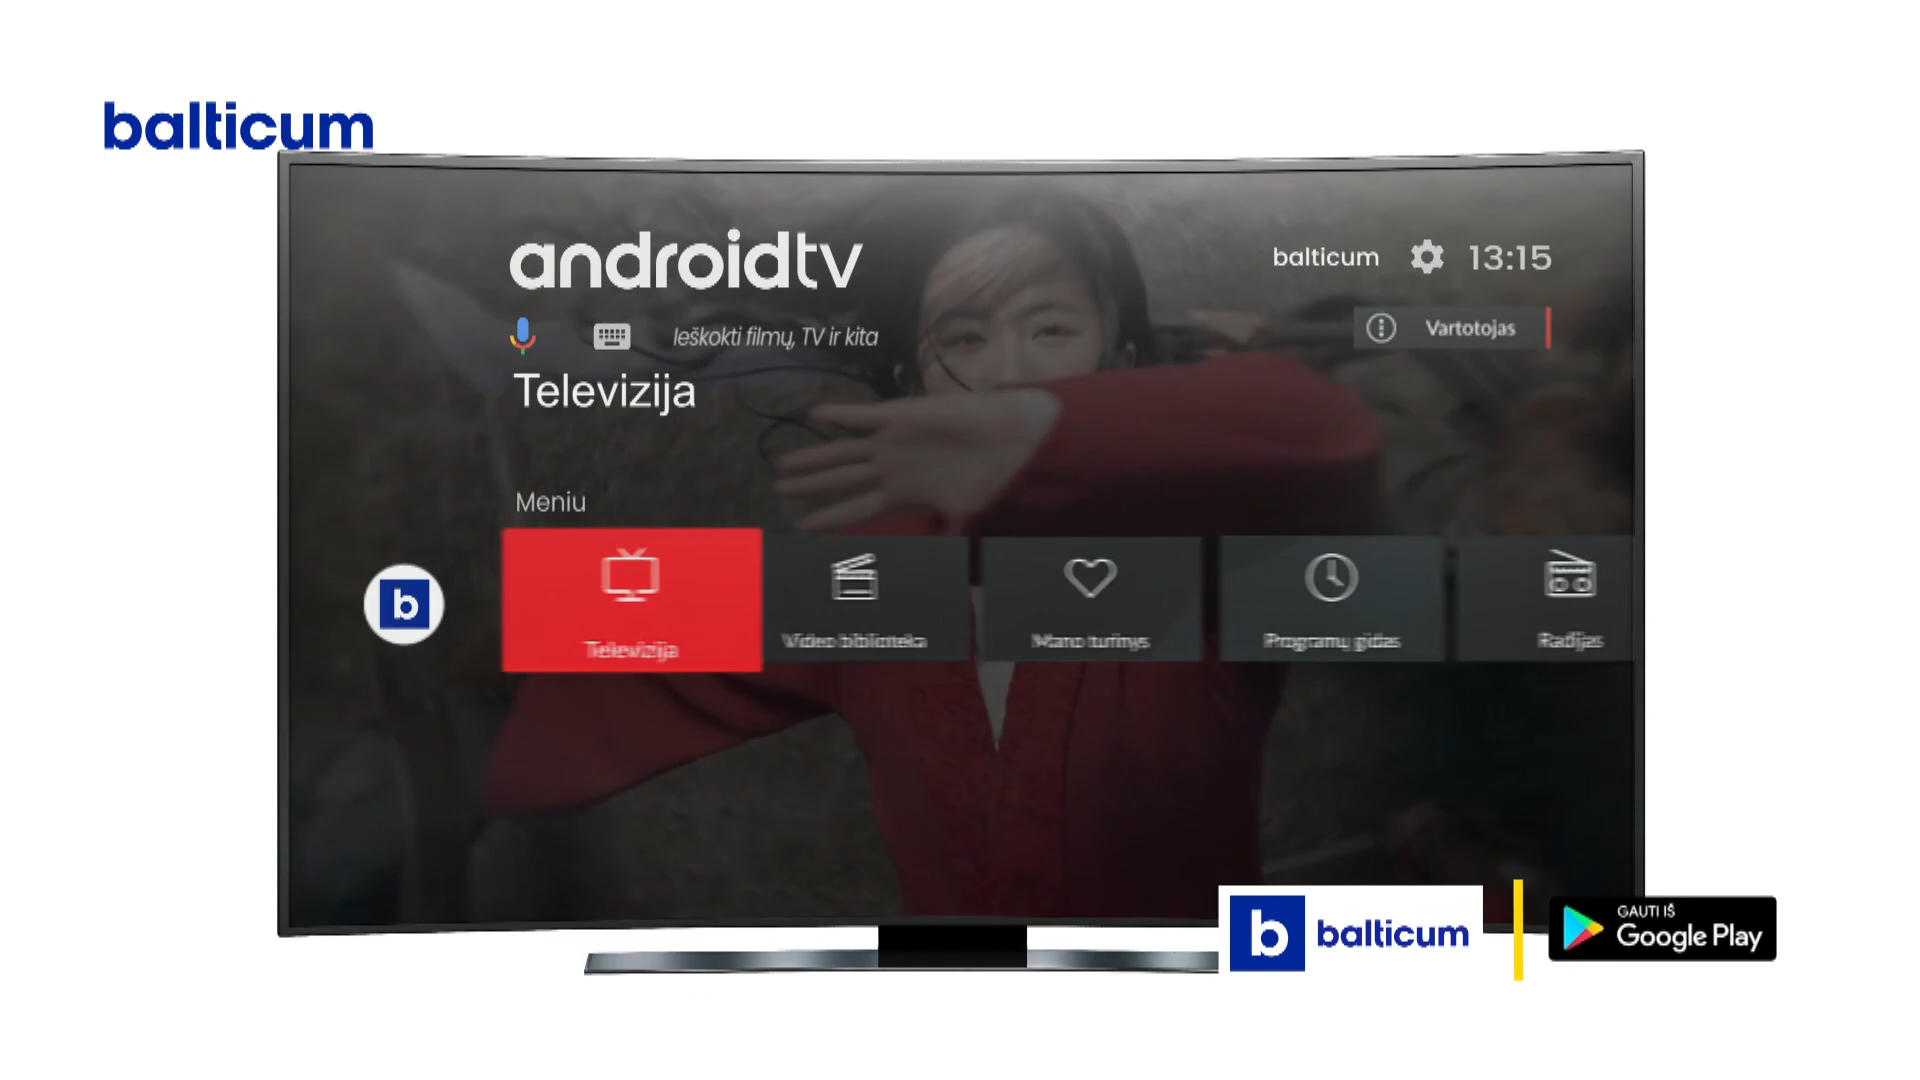 balticum
androidtv
balticum 13:15
Ieškokti filmų, TV ir kita
Vartotojas
Televizija
Meniu
b
Televizija
Video biblioteka
Mano turinys
Programų gidas
Radijas
b balticum
GAUTI IŠ
Google Play